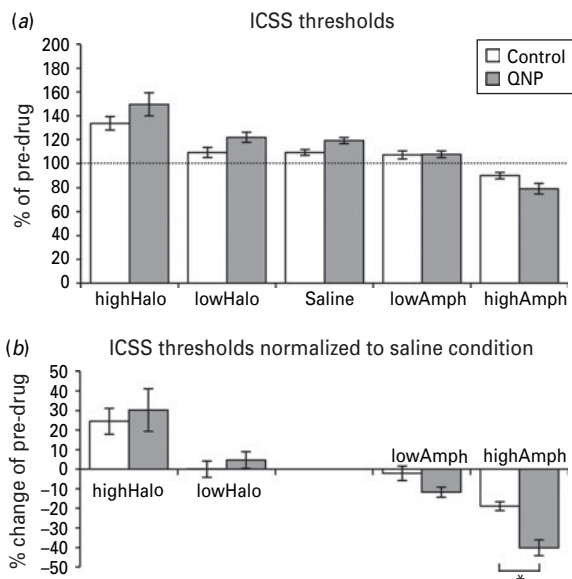 (a) ICSS thresholds
Control
QNP
% of pre-drug
200
180
160
140
120
100
80
60
40
20
0
highHalo lowHalo Saline lowAmph highAmph
(b) ICSS thresholds normalized to saline condition
% change of pre-drug
50
40
30
20
10
0
−10
−20
−30
−40
−50
lowAmph highAmph
highHalo lowHalo
*